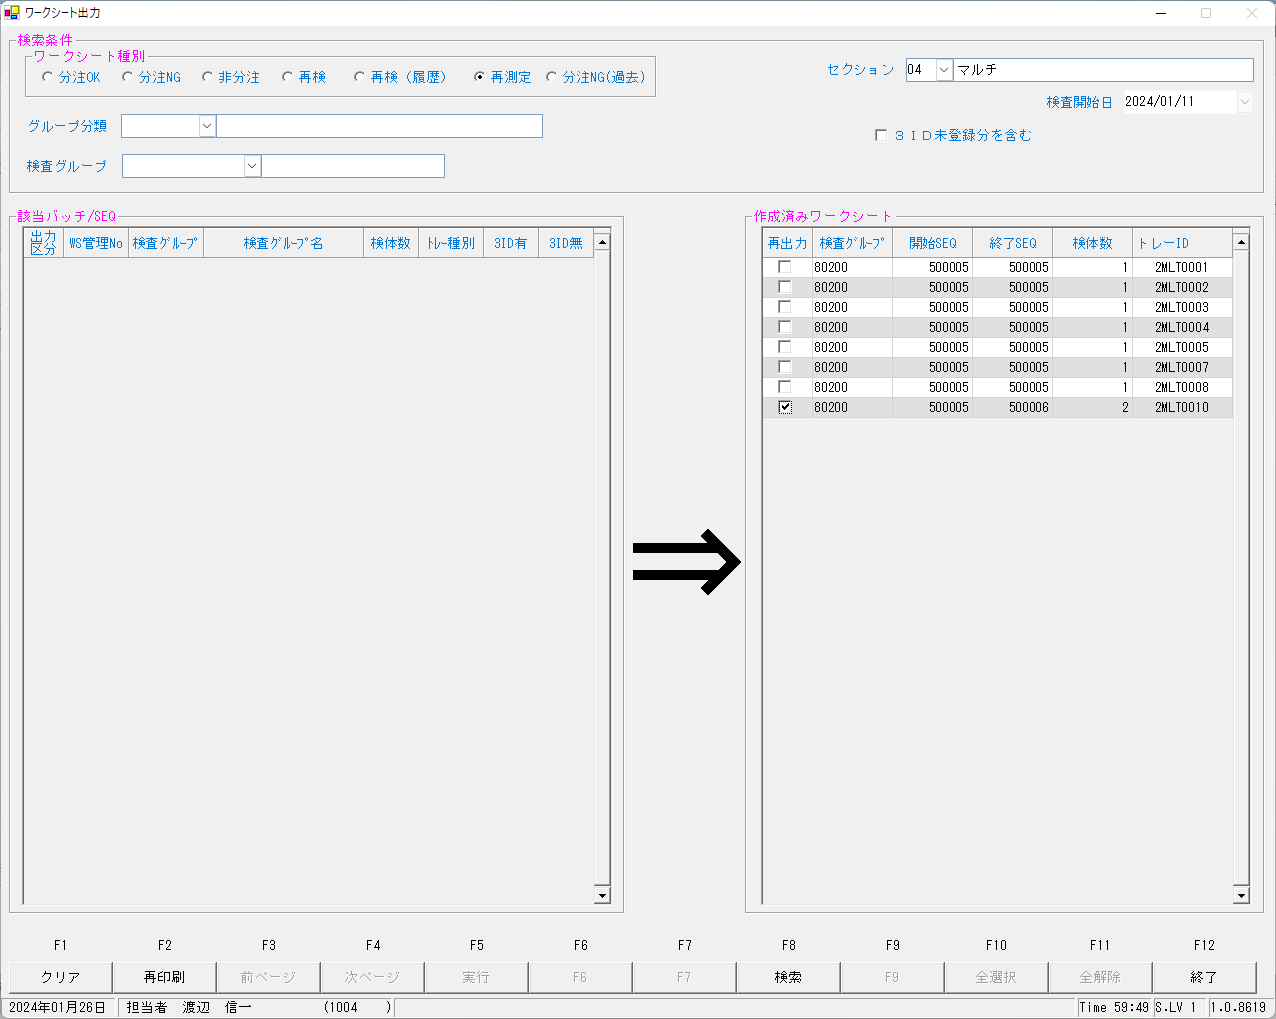 ワークシート出力
検索条件
ワークシート種別
分注OK 分注NG 非分注 再検 再検（履歴） 再測定 分注NG(過去)
セクション 04 マルチ
検査開始日 2024/01/11
グループ分類
３ＩＤ未登録分を含む
検査グループ
該当バッチ/SEQ
出力区分 WS管理No 検査ｸﾞﾙｰﾌﾟ 検査ｸﾞﾙｰﾌﾟ名 検体数 ﾄﾚｰ種別 3ID有 3ID無
作成済みワークシート
再出力 検査ｸﾞﾙｰﾌﾟ 開始SEQ 終了SEQ 検体数 トレーID
80200 500005 500005 1 2MLT0001
80200 500005 500005 1 2MLT0002
80200 500005 500005 1 2MLT0003
80200 500005 500005 1 2MLT0004
80200 500005 500005 1 2MLT0005
80200 500005 500005 1 2MLT0007
80200 500005 500005 1 2MLT0008
80200 500005 500006 2 2MLT0010
F1 F2 F3 F4 F5 F6 F7 F8 F9 F10 F11 F12
クリア 再印刷 前ページ 次ページ 実行 F6 F7 検索 F9 全選択 全解除 終了
2024年01月26日 担当者 渡辺 信一 (1004 ) Time 59:49 S.LV 1 1.0.8619